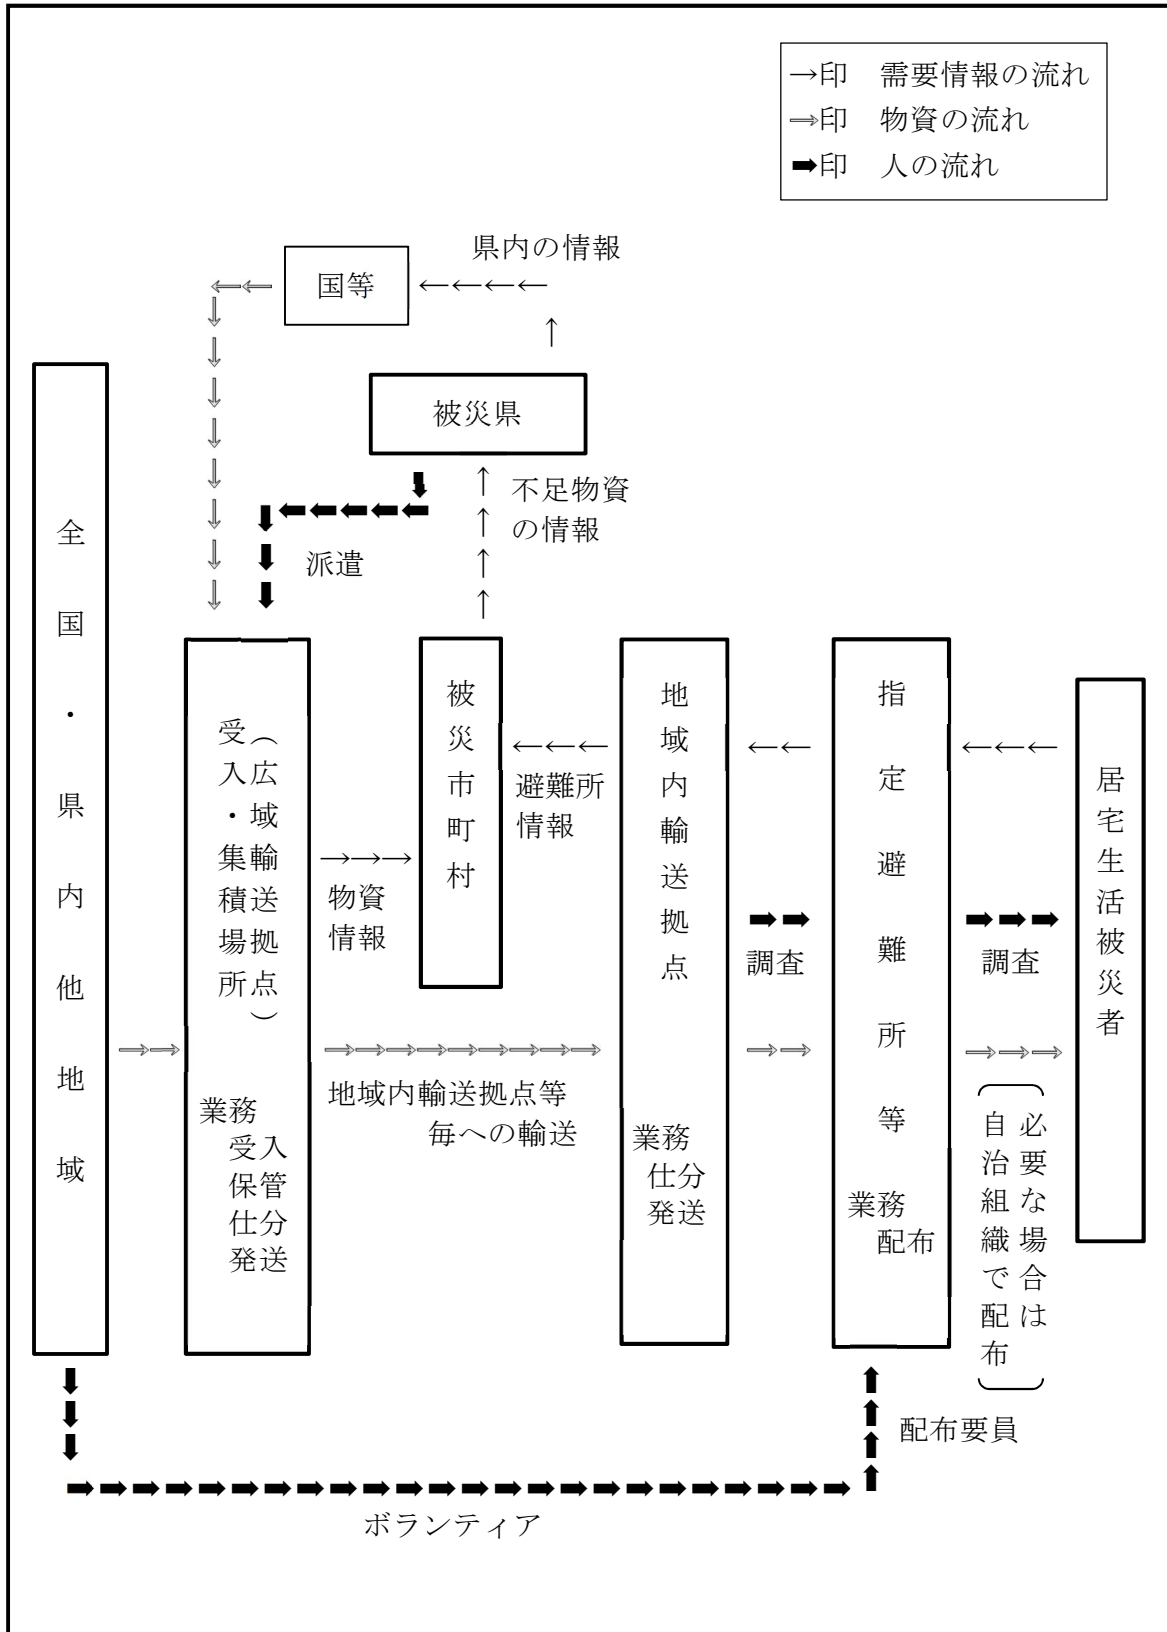 →印　需要情報の流れ
⇒印　物資の流れ
➡印　人の流れ
県内の情報
国等
←←←←
↑
被災県
不足物資
の情報
派遣
全国・県内他地域
受入・集積場所
（広域輸送拠点）
業務
受入
保管
仕分
発送
→→→
物資
情報
被災市町村
←←←
避難所
情報
地域内輸送拠点等
毎への輸送
地域内輸送拠点
業務
仕分
発送
←←
調査
指定避難所等
業務
配布
←←←
調査
必要な場合は
自治組織で配布
居宅生活被災者
配布要員
ボランティア